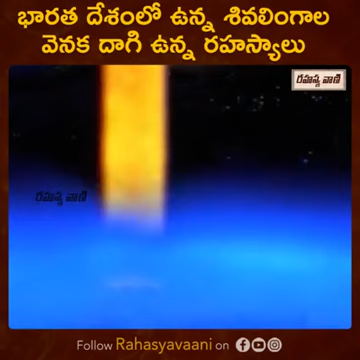 భారత దేశంలో ఉన్న శివలింగాల
వెనక దాగి ఉన్న రహస్యాలు
రహస్య వాణి
రహస్య వాణి
Follow Rahasyavaani on